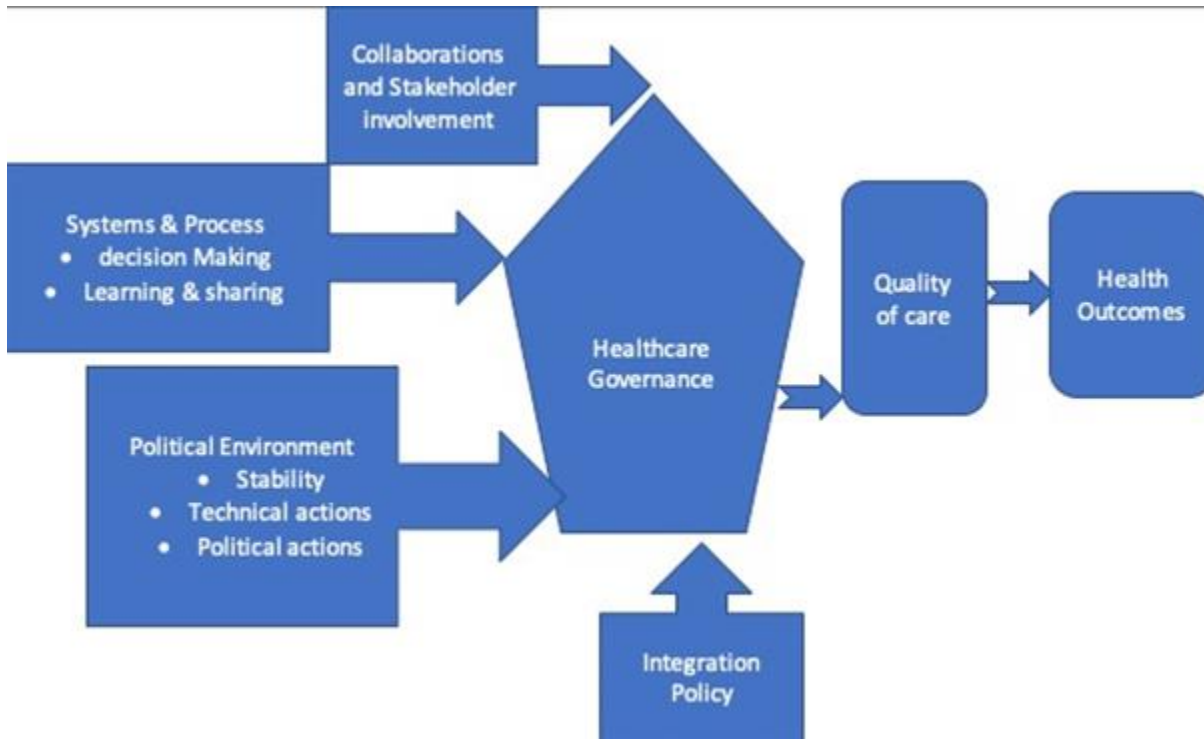 Collaborations
and Stakeholder
involvement
Systems & Process
• decision Making
• Learning & sharing
Political Environment
• Stability
• Technical actions
• Political actions
Healthcare
Governance
Integration
Policy
Quality
of care
Health
Outcomes